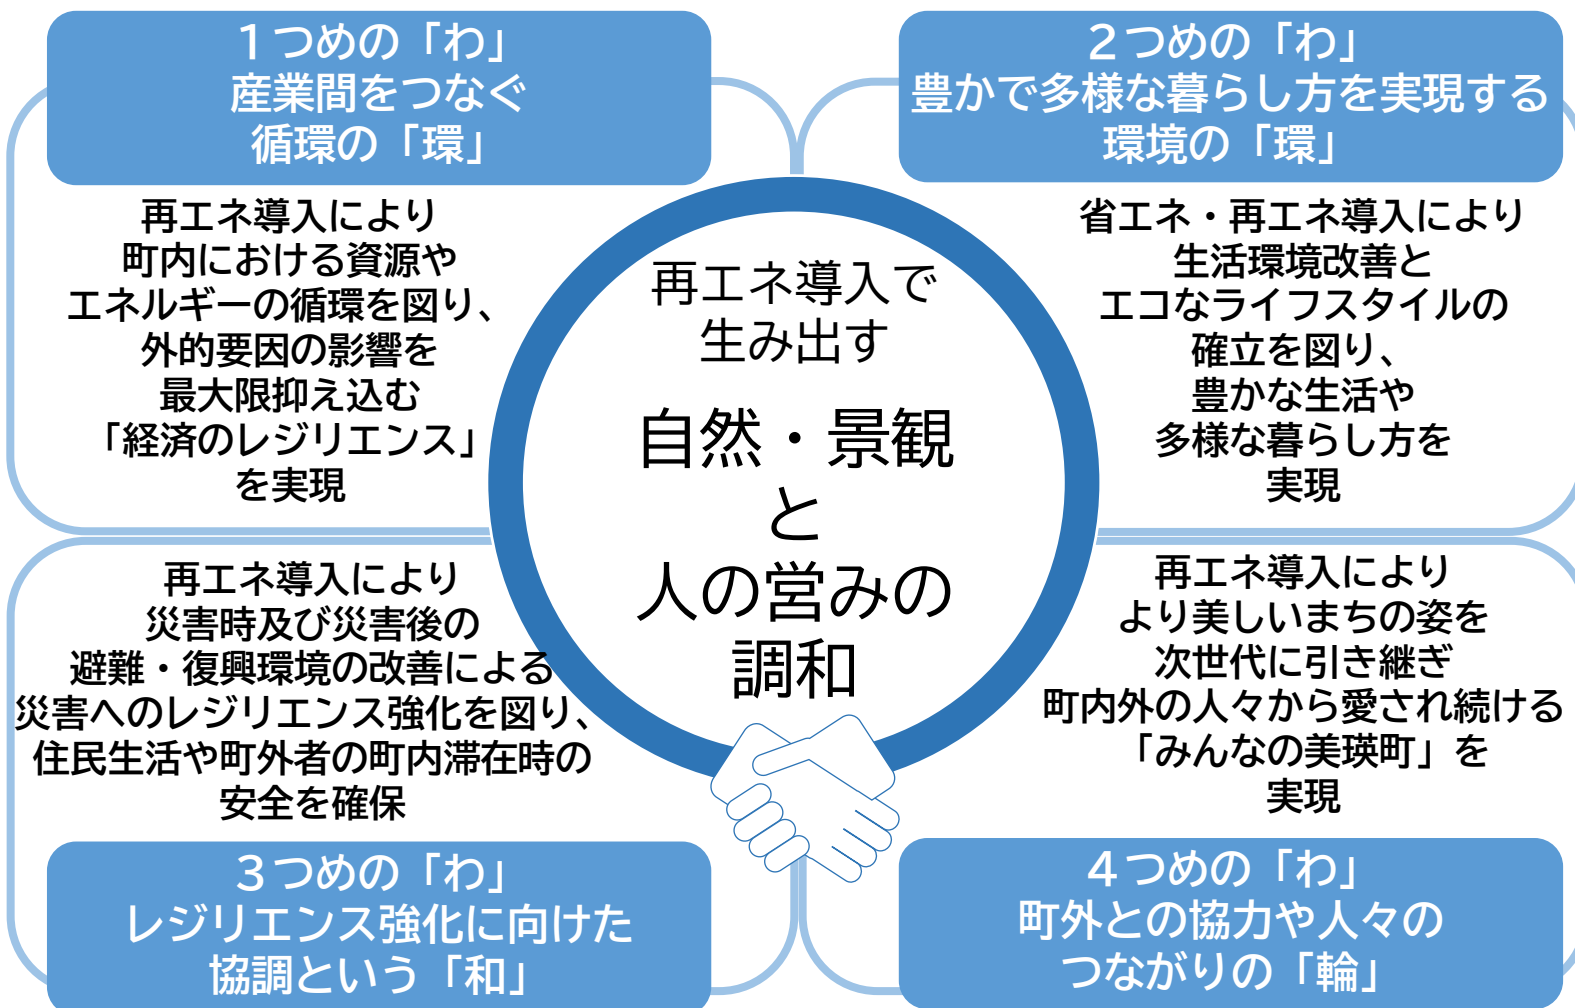 1つめの「わ」
産業間をつなぐ
循環の「環」
再エネ導入により
町内における資源や
エネルギーの循環を図り、
外的要因の影響を
最大限抑え込む
「経済のレジリエンス」
を実現
2つめの「わ」
豊かで多様な暮らし方を実現する
環境の「環」
省エネ・再エネ導入により
生活環境改善と
エコなライフスタイルの
確立を図り、
豊かな生活や
多様な暮らし方を
実現
再エネ導入で
生み出す
自然・景観
と
人の営みの
調和
再エネ導入により
災害時及び災害後の
避難・復興環境の改善による
災害へのレジリエンス強化を図り、
住民生活や町外者の町内滞在時の
安全を確保
3つめの「わ」
レジリエンス強化に向けた
協調という「和」
再エネ導入により
より美しいまちの姿を
次世代に引き継ぎ
町内外の人々から愛され続ける
「みんなの美瑛町」を
実現
4つめの「わ」
町外との協力や人々の
つながりの「輪」